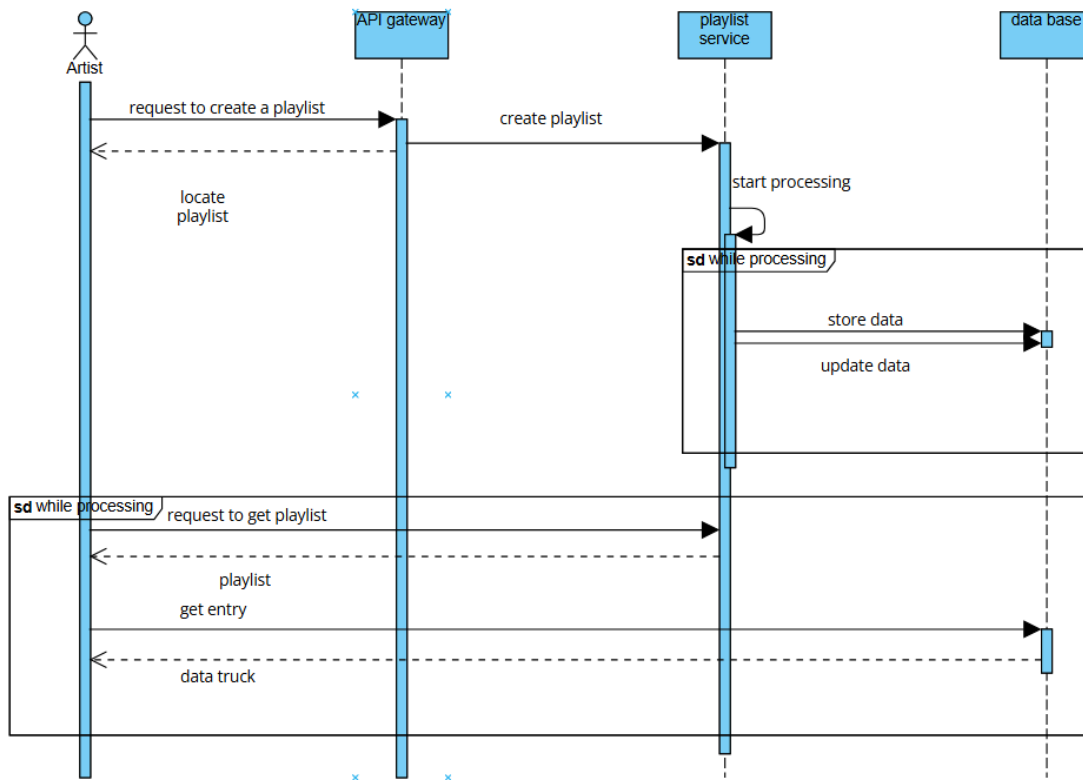 API gateway
playlist
service
data base
Artist
request to create a playlist
create playlist
start processing
locate
playlist
sd while processing
store data
update data
sd while processing
request to get playlist
playlist
get entry
data truck